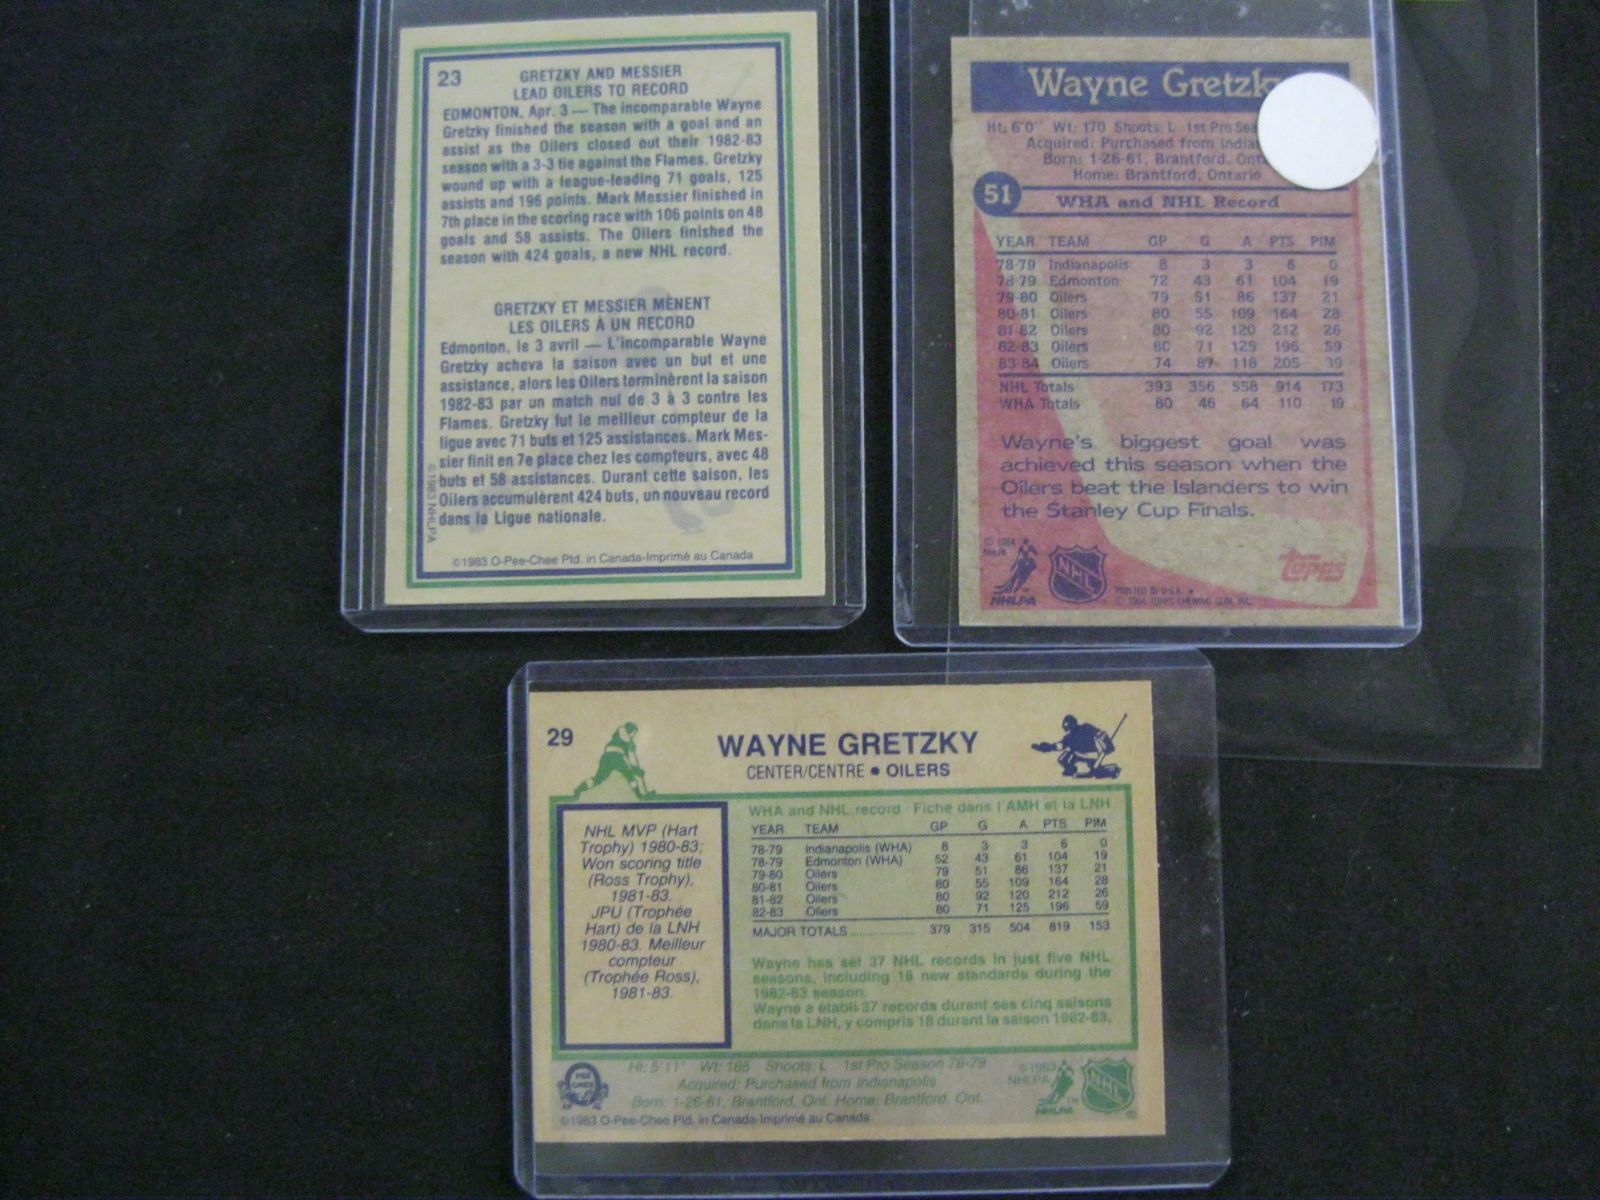 23
GRETZKY AND MESSIER
LEAD OILERS TO RECORD
EDMONTON, Apr. 3 — The incomparable Wayne
Gretzky finished the season with a goal and an
assist as the Oilers closed out their 1982-83
season with a 3-3 tie against the Flames. Gretzky
wound up with a league-leading 71 goals, 125
assists and 196 points. Mark Messier finished in
7th place in the scoring race with 106 points on 48
goals and 58 assists. The Oilers finished the
season with 424 goals, a new NHL record.
GRETZKY ET MESSIER MÈNENT
LES OILERS À UN RECORD
Edmonton, le 3 avril — L'incomparable Wayne
Gretzky acheva la saison avec un but et une
assistance, alors les Oilers terminèrent la saison
1982-83 par un match nul de 3 à 3 contre les
Flames. Gretzky fut le meilleur compteur de la
ligue avec 71 buts et 125 assistances. Mark Mes-
sier finit en 7e place chez les compteurs, avec 48
buts et 58 assistances. Durant cette saison, les
Oilers accumulèrent 424 buts, un nouveau record
dans la Ligue nationale.
© 1983 NHLPA
©1983 O-Pee-Chee Ptd. in Canada-Imprimé au Canada
Wayne Gretzk
Ht: 6'0" Wt: 170 Shoots: L 1st Pro Sea
Acquired: Purchased from India
Born: 1-26-61, Brantford, Ont.
Home: Brantford, Ontario
51 WHA and NHL Record
YEAR TEAM GP G A PTS PIM
78-79 Indianapolis 8 3 3 6 0
78-79 Edmonton 72 43 61 104 19
79-80 Oilers 79 51 86 137 21
80-81 Oilers 80 55 109 164 28
81-82 Oilers 80 92 120 212 26
82-83 Oilers 80 71 125 196 59
83-84 Oilers 74 87 118 205 39
NHL Totals 393 356 558 914 173
WHA Totals 80 46 64 110 19
Wayne's biggest goal was
achieved this season when the
Oilers beat the Islanders to win
the Stanley Cup Finals.
© 1984
NHLPA
NHLPA
NHL
PRINTED IN U.S.A.
© 1984 TOPPS CHEWING GUM, INC.
topps
29
WAYNE GRETZKY
CENTER/CENTRE • OILERS
NHL MVP (Hart
Trophy) 1980-83;
Won scoring title
(Ross Trophy),
1981-83.
JPU (Trophée
Hart) de la LNH
1980-83. Meilleur
compteur
(Trophée Ross),
1981-83.
WHA and NHL record · Fiche dans l'AMH et la LNH
YEAR TEAM GP G A PTS PIM
78-79 Indianapolis (WHA) 8 3 3 6 0
78-79 Edmonton (WHA) 52 43 61 104 19
79-80 Oilers 79 51 86 137 21
80-81 Oilers 80 55 109 164 28
81-82 Oilers 80 92 120 212 26
82-83 Oilers 80 71 125 196 59
MAJOR TOTALS.................. 379 315 504 819 153
Wayne has set 37 NHL records in just five NHL
seasons, including 18 new standards during the
1982-83 season.
Wayne a établi 37 records durant ses cinq saisons
dans la LNH, y compris 18 durant la saison 1982-83.
Ht: 5'11" Wt: 165 Shoots: L 1st Pro Season 78-79
Acquired: Purchased from Indianapolis
Born: 1-26-61, Brantford, Ont. Home: Brantford, Ont.
©1983 O-Pee-Chee Ptd. in Canada-Imprimé au Canada
PEE
CHEE
© 1983
NHLPA
NHLPA
NHL